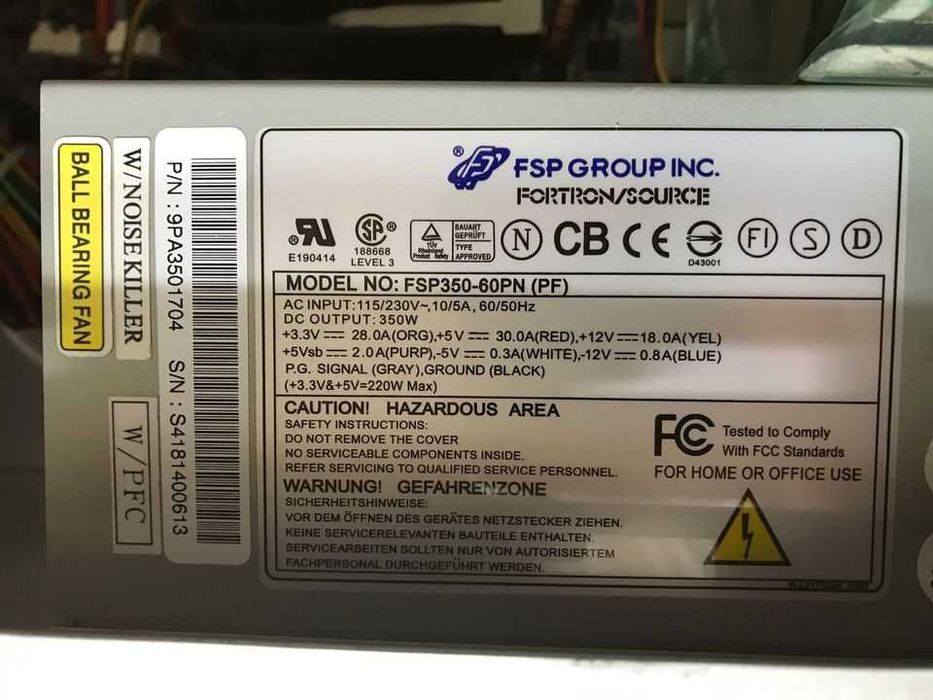 BALL BEARING FAN
W/NOISE KILLER
W/PFC
P/N : 9PA3501704 S/N : S4181400613
® FSP GROUP INC.
FORTRON/SOURCE
® E190414
SA ® 188668 LEVEL 3
TÜV Rheinland Product Safety
BAUART GEPRÜFT TYPE APPROVED
N CB CE S D43001 FI S D
MODEL NO: FSP350-60PN (PF)
AC INPUT:115/230V~,10/5A, 60/50Hz
DC OUTPUT: 350W
+3.3V ⎓ 28.0A(ORG),+5V ⎓ 30.0A(RED),+12V⎓18.0A(YEL)
+5Vsb⎓ 2.0A(PURP),-5V ⎓ 0.3A(WHITE),-12V⎓0.8A(BLUE)
P.G. SIGNAL (GRAY),GROUND (BLACK)
(+3.3V&+5V=220W Max)
CAUTION! HAZARDOUS AREA
SAFETY INSTRUCTIONS:
DO NOT REMOVE THE COVER
NO SERVICEABLE COMPONENTS INSIDE.
REFER SERVICING TO QUALIFIED SERVICE PERSONNEL.
WARNUNG! GEFAHRENZONE
SICHERHEITSHINWEISE:
VOR DEM ÖFFNEN DES GERÄTES NETZSTECKER ZIEHEN.
KEINE SERVICERELEVANTEN BAUTEILE ENTHALTEN.
SERVICEARBEITEN SOLLTEN NUR VON AUTORISIERTEM
FACHPERSONAL DURCHGEFÜHRT WERDEN.
FC Tested to Comply
With FCC Standards
FOR HOME OR OFFICE USE